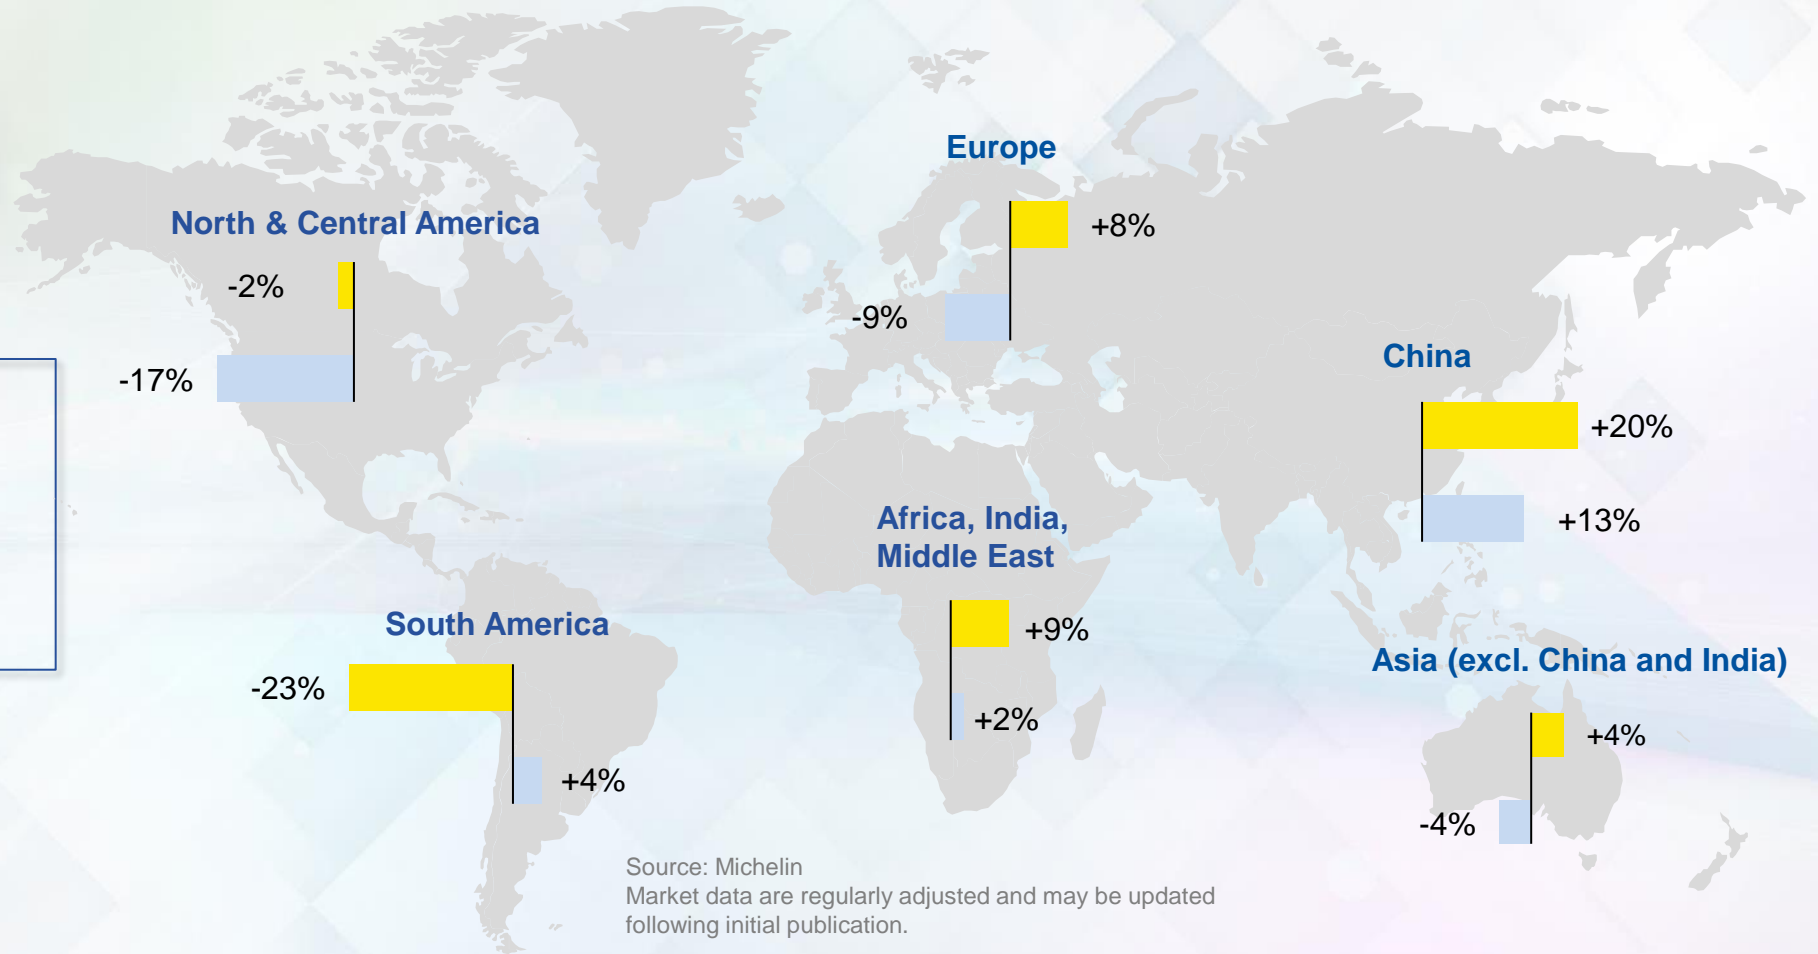 Europe
+8%
-9%
North & Central America
-2%
-17%
China
+20%
+13%
Africa, India,
Middle East
+9%
+2%
South America
-23%
+4%
Asia (excl. China and India)
+4%
-4%
Source: Michelin
Market data are regularly adjusted and may be updated
following initial publication.